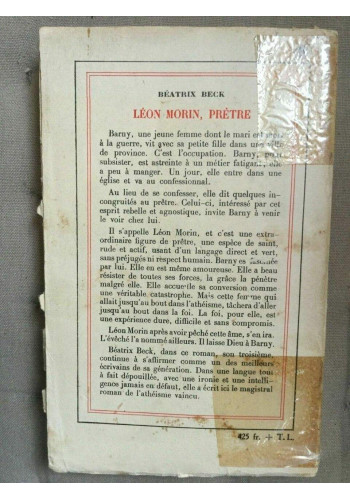 BÉATRIX BECK
LÉON MORIN, PRÊTRE
Barny, une jeune femme dont le mari est
à la guerre, vit avec sa petite fille dans une ville
de province. C'est l'occupation. Barny, pour
subsister, est astreinte à un métier fatigant, elle
a peu à manger. Un jour, elle entre dans une
église et va au confessionnal.
Au lieu de se confesser, elle dit quelques in-
congruités au prêtre. Celui-ci, intéressé par cet
esprit rebelle et agnostique, invite Barny à venir
le voir chez lui.
Il s'appelle Léon Morin, et c'est une extra-
ordinaire figure de prêtre, une espèce de saint,
rude et actif, usant d'un langage direct et vert,
sans préjugés ni respect humain. Barny est
par lui. Elle en est même amoureuse. Elle a beau
résister de toutes ses forces, la grâce la pénètre
malgré elle. Elle accuse de sa conversion comme
une véritable catastrophe. Mais cette femme qui
allait jusqu'au bout dans l'athéisme, tâchera d'aller
jusqu'au bout dans la foi. La foi, pour elle, est
une expérience dure, difficile et sans compromis.
Léon Morin après avoir pêché cette âme, s'en ira.
L'évêché l'a nommé ailleurs. Il laisse Dieu à Barny.
Béatrix Beck, dans ce roman, son troisième,
continue à s'affirmer comme un des meilleurs
écrivains de sa génération. Dans une langue tout
à fait dépouillée, avec une ironie et une intelli-
gence jamais en défaut, elle a écrit ici le magistral
roman de l'athéisme vaincu.
425 fr. + T. L.